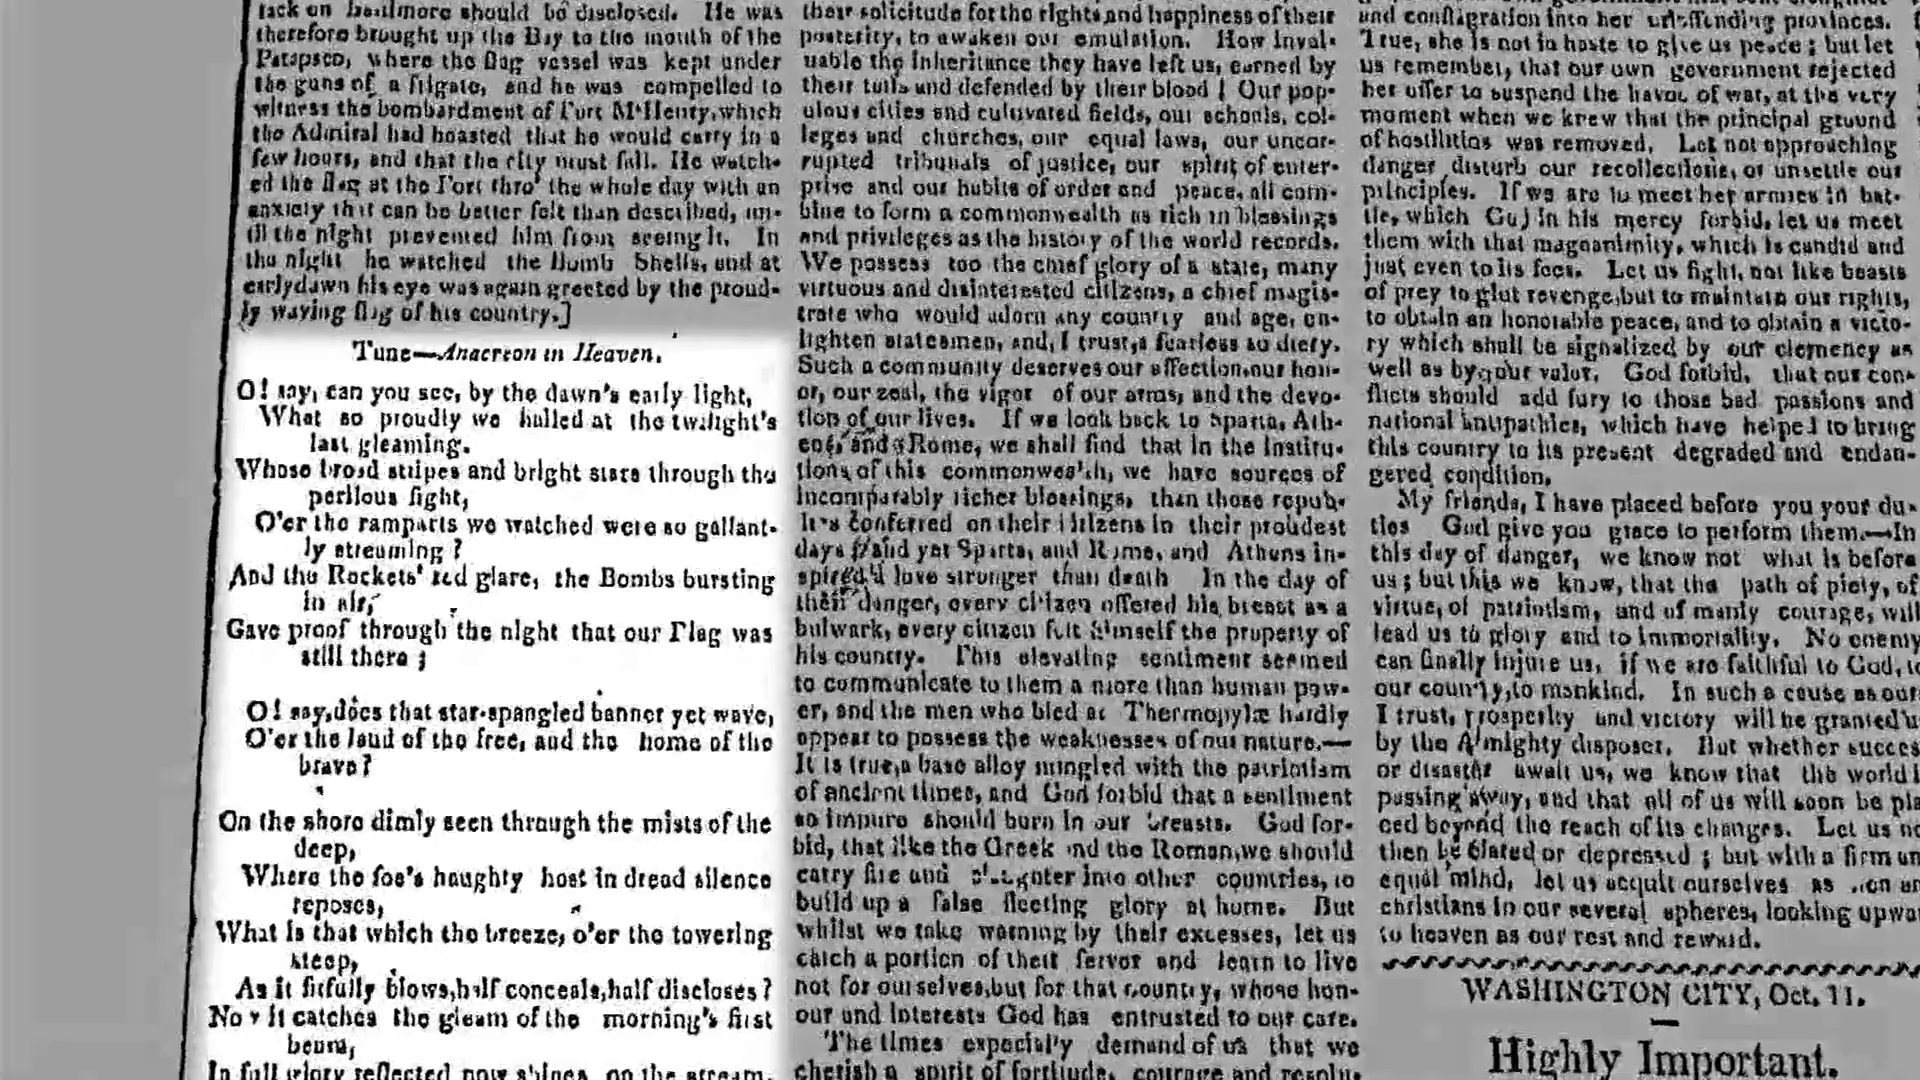 tack on Baltimore should be disclosed. He was
therefore brought up the Bay to the mouth of the
Patapsco, where the flag vessel was kept under
the guns of a frigate, and he was compelled to
witness the bombardment of Fort M'Henry, which
the Admiral had boasted that he would carry in a
few hours, and that the city must fall. He watch-
ed the flag at the Fort thro' the whole day with an
anxiety that can be better felt than described, un-
til the night prevented him from seeing it. In
the night he watched the Bomb Shells, and at
early dawn his eye was again greeted by the proud-
ly waving flag of his country.]
Tune—Anacreon in Heaven.
O! say, can you see, by the dawn's early light,
What so proudly we hailed at the twilight's
last gleaming.
Whose broad stripes and bright stars through the
perilous fight,
O'er the ramparts we watched were so gallant-
ly streaming?
And the Rockets' red glare, the Bombs bursting
in air,
Gave proof through the night that our Flag was
still there;
O! say, does that star-spangled banner yet wave,
O'er the land of the free, and the home of the
brave?
On the shore dimly seen through the mists of the
deep,
Where the foe's haughty host in dread silence
reposes,
What is that which the breeze, o'er the towering
steep,
As it fitfully blows, half conceals, half discloses?
Now it catches the gleam of the morning's first
beam,
In full glory reflected now shines on the stream,
their solicitude for the rights and happiness of their
posterity, to awaken our emulation. How inval-
uable the inheritance they have left us, earned by
their toils and defended by their blood! Our pop-
ulous cities and cultivated fields, our schools, col-
leges and churches, our equal laws, our uncor-
rupted tribunals of justice, our spirit of enter-
prise and our habits of order and peace, all com-
bine to form a commonwealth as rich in blessings
and privileges as the history of the world records.
We possess too the chief glory of a state, many
virtuous and disinterested citizens, a chief magis-
trate who would adorn any country and age, en-
lighten statesmen, and, I trust, a fearless so diery.
Such a community deserves our affection, our hon-
or, our zeal, the vigor of our arms, and the devo-
tion of our lives. If we look back to Sparta, Ath-
ens, and Rome, we shall find that in the institu-
tions of this commonwealth, we have sources of
incomparably richer blessings, than those repub-
lics conferred on their citizens in their proudest
days; and yet Sparta, and Rome, and Athens in-
spired a love stronger than death In the day of
their danger, every citizen offered his breast as a
bulwark, every citizen felt himself the property of
his country. This elevating sentiment seemed
to communicate to them a more than human pow-
er, and the men who bled at Thermopylæ hardly
appear to possess the weaknesses of our nature.—
It is true, a base alloy mingled with the patriotism
of ancient times, and God forbid that a sentiment
so impure should burn in our breasts. God for-
bid, that like the Greek and the Roman, we should
carry fire and slaughter into other countries, to
build up a false fleeting glory at home. But
whilst we take warning by their excesses, let us
catch a portion of their fervor and learn to live
not for ourselves, but for that country, whose hon-
our and interests God has entrusted to our care.
The times especially demand of us that we
cherish a spirit of fortitude, courage and resolu-
and conflagration into her unoffending provinces.
True, she is not in haste to give us peace; but let
us remember, that our own government rejected
her offer to suspend the havoc of war, at the very
moment when we knew that the principal ground
of hostilities was removed. Let not approaching
danger disturb our recollections, or unsettle our
principles. If we are to meet her armies in bat-
tle, which God in his mercy forbid, let us meet
them with that magnanimity, which is candid and
just even to its foes. Let us fight, not like beasts
of prey to glut revenge, but to maintain our rights,
to obtain an honorable peace, and to obtain a victo-
ry which shall be signalized by our clemency as
well as by our valor. God forbid, that our con-
flicts should add fury to those bad passions and
national antipathies, which have helped to bring
this country to its present degraded and endan-
gered condition.
My friends, I have placed before you your du-
ties God give you grace to perform them.—In
this day of danger, we know not what is before
us; but this we know, that the path of piety, of
virtue, of patriotism, and of manly courage, will
lead us to glory and to immortality. No enemy
can finally injure us, if we are faithful to God, to
our country, to mankind. In such a cause as our
I trust, prosperity and victory will be granted u
by the Almighty disposer. But whether succes
or disaster await us, we know that the world i
passing away, and that all of us will soon be pla
ced beyond the reach of its changes. Let us no
then be elated or depressed; but with a firm an
equal mind, let us acquit ourselves as men an
christians in our several spheres, looking upwa
to heaven as our rest and reward.
WASHINGTON CITY, Oct. 11.
Highly Important.